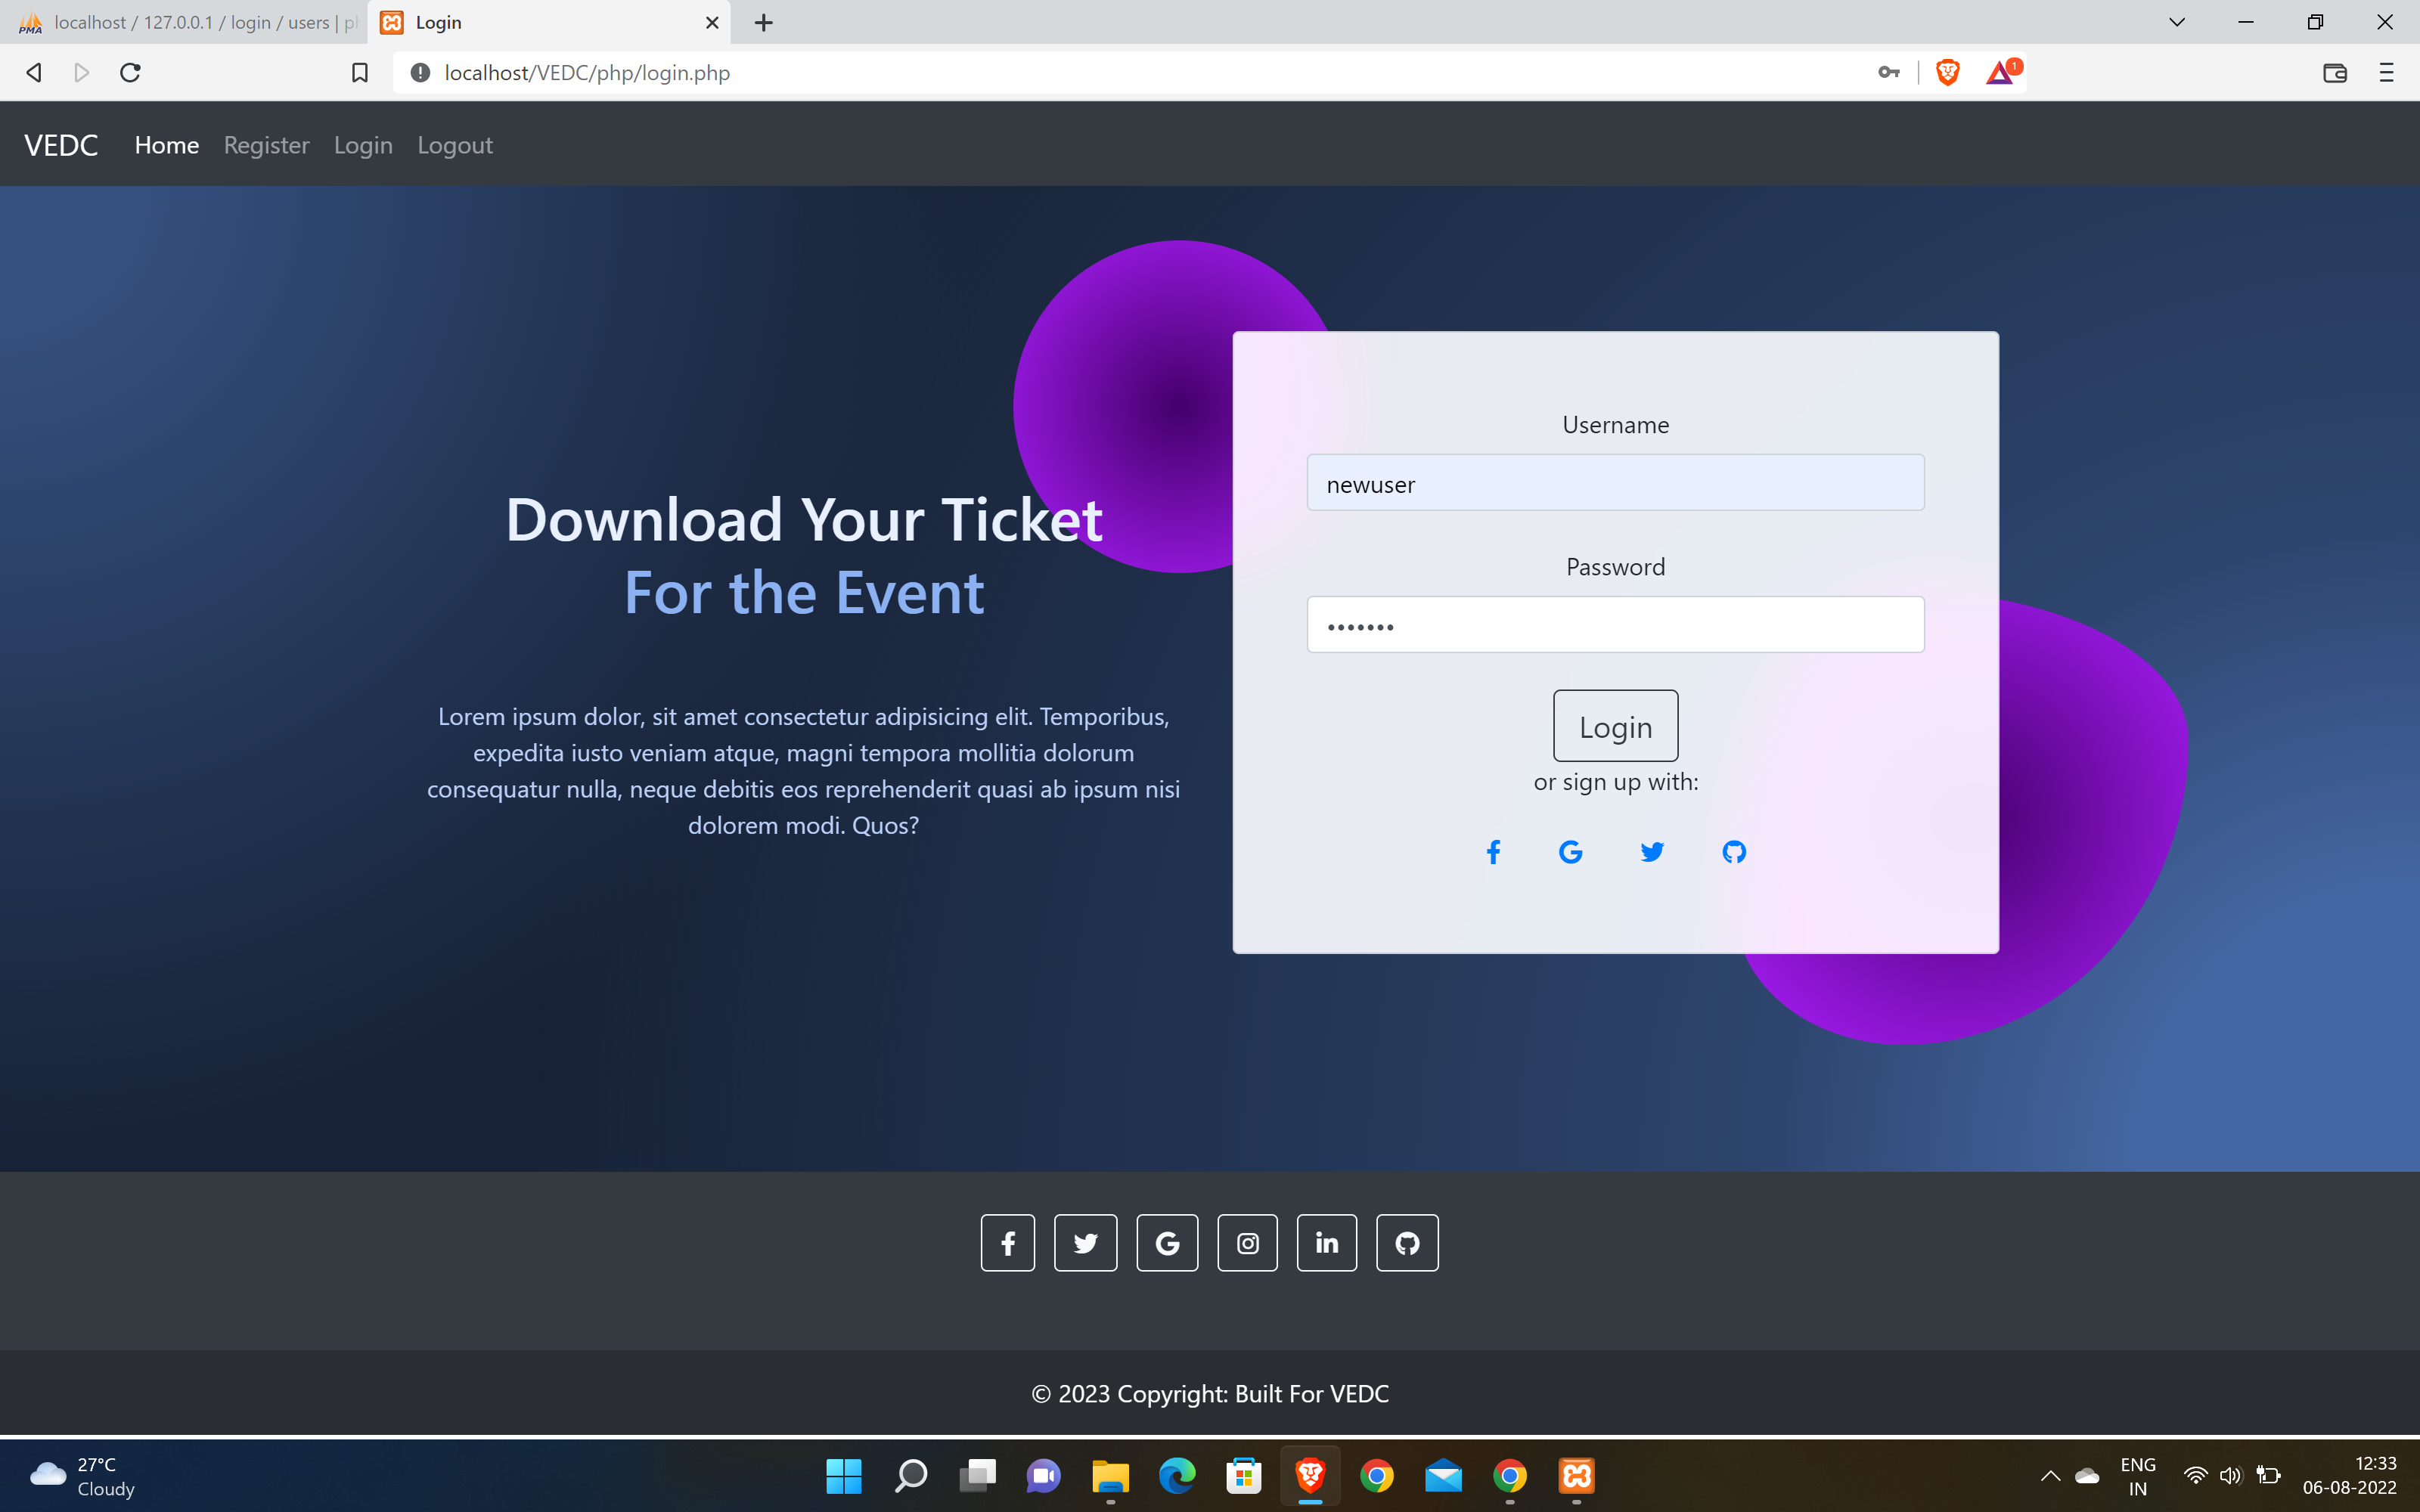 PMA
localhost / 127.0.0.1 / login / users |
Login
localhost/VEDC/php/login.php
1
VEDC Home Register Login Logout
Username
newuser
Download Your Ticket
For the Event
Password
•••••••
Login
or sign up with:
Lorem ipsum dolor, sit amet consectetur adipisicing elit. Temporibus,
expedita iusto veniam atque, magni tempora mollitia dolorum
consequatur nulla, neque debitis eos reprehenderit quasi ab ipsum nisi
dolorem modi. Quos?
© 2023 Copyright: Built For VEDC
27°C
Cloudy
ENG
IN
12:33
06-08-2022